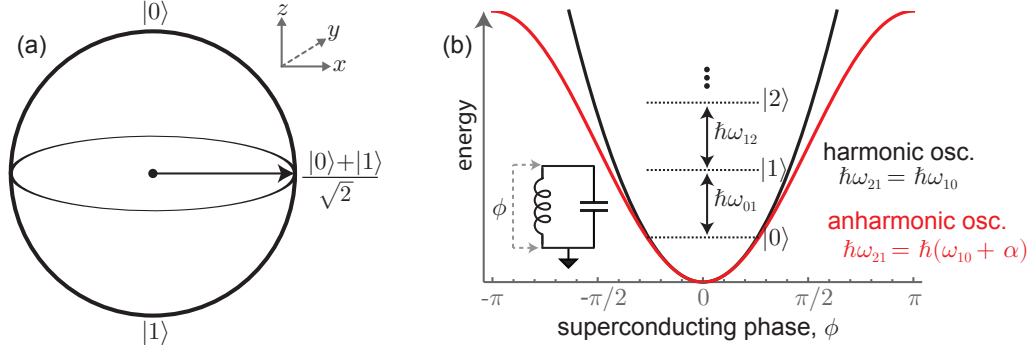 (a)
|0⟩
z
y
x
|0⟩+|1⟩
√2
|1⟩
(b)
energy
|2⟩
ħω₁₂
|1⟩
ħω₀₁
|0⟩
ϕ
harmonic osc.
ħω₂₁ = ħω₁₀
anharmonic osc.
ħω₂₁ = ħ(ω₁₀ + α)
-π
-π/2
0
π/2
π
superconducting phase, ϕ